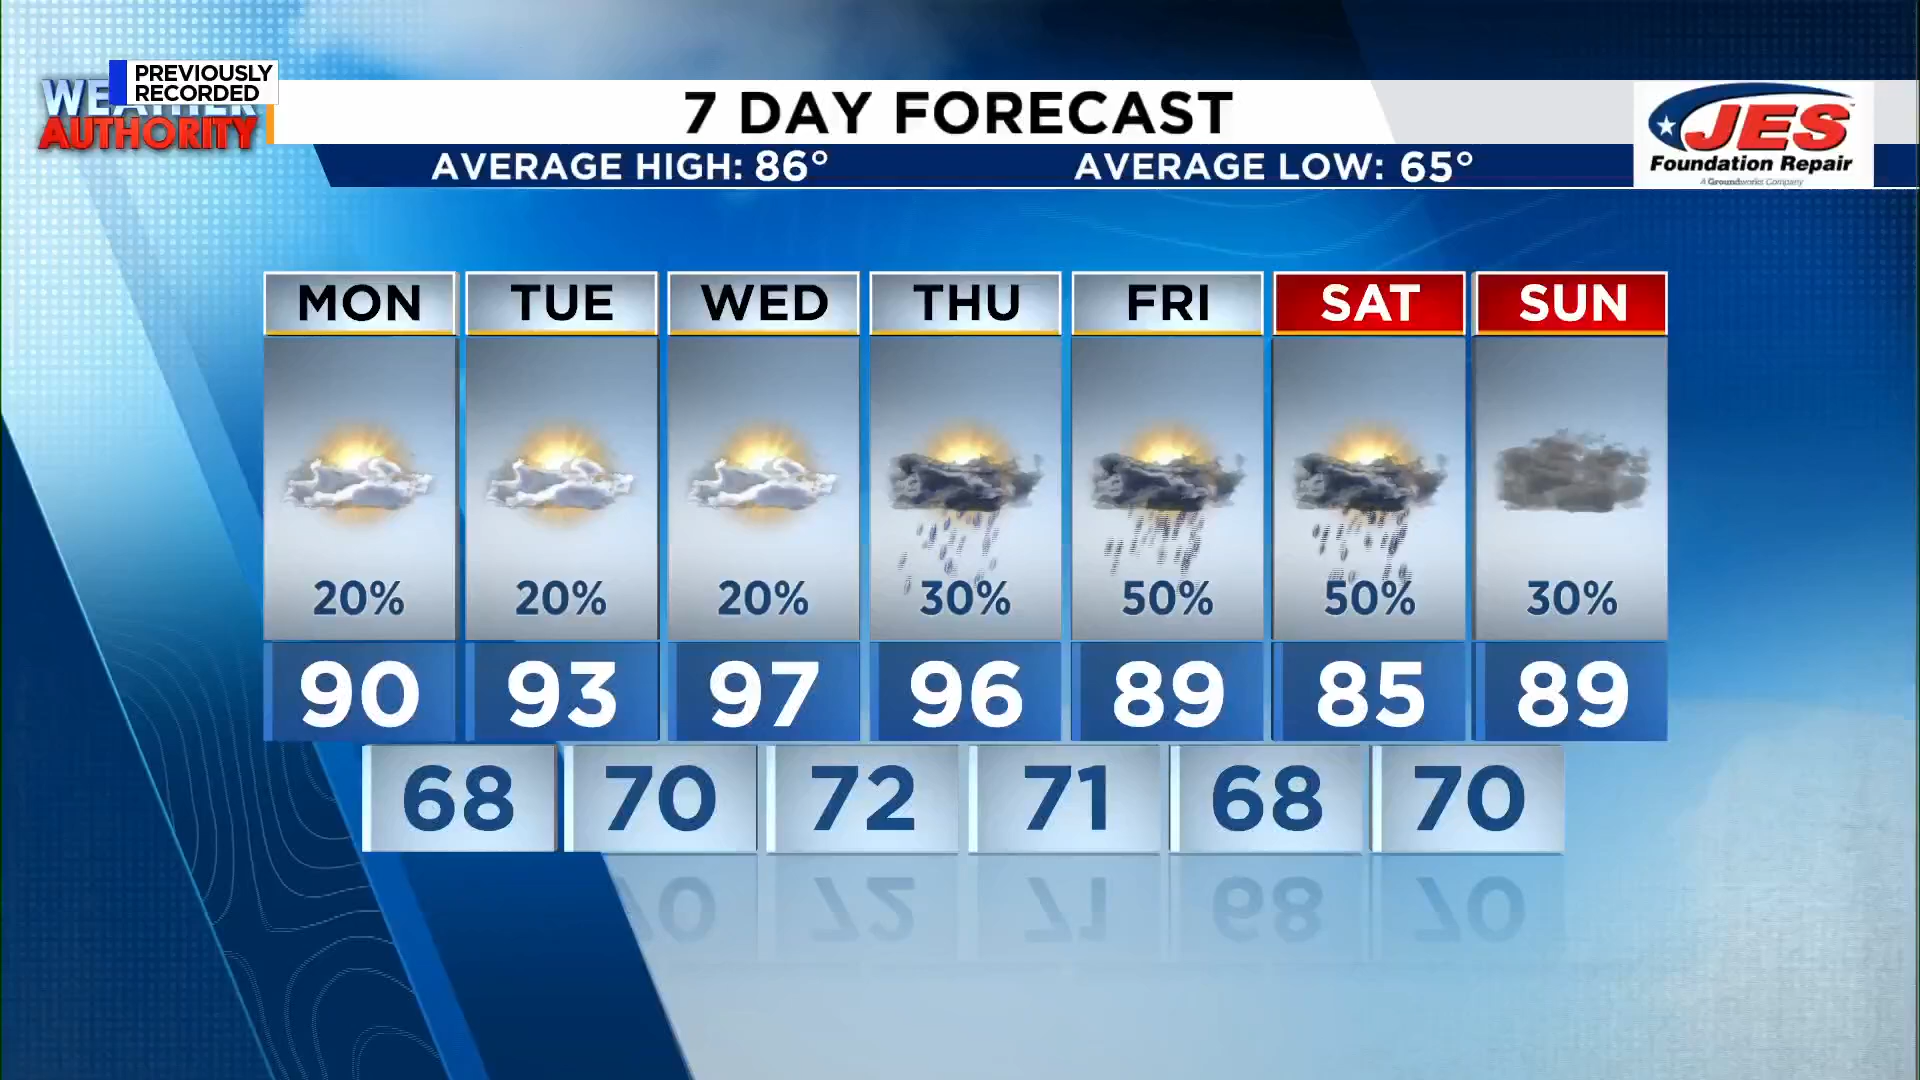 PREVIOUSLY
RECORDED
AUTHORITY
7 DAY FORECAST
AVERAGE HIGH: 86° AVERAGE LOW: 65°
JES
Foundation Repair
A Groundworks Company
MON TUE WED THU FRI SAT SUN
20% 20% 20% 30% 50% 50% 30%
90 93 97 96 89 85 89
68 70 72 71 68 70